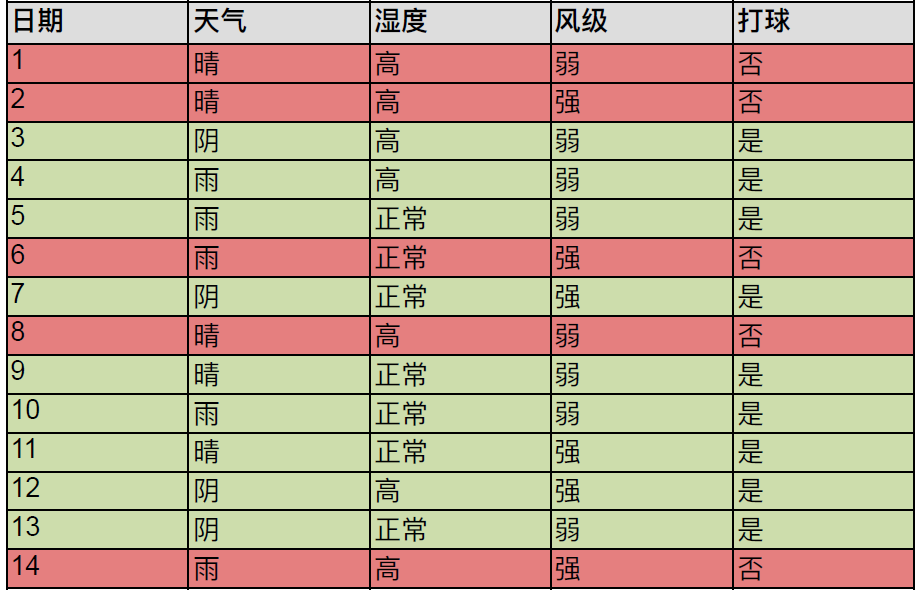 日期 天气 湿度 风级 打球
1 晴 高 弱 否
2 晴 高 强 否
3 阴 高 弱 是
4 雨 高 弱 是
5 雨 正常 弱 是
6 雨 正常 强 否
7 阴 正常 强 是
8 晴 高 弱 否
9 晴 正常 弱 是
10 雨 正常 弱 是
11 晴 正常 强 是
12 阴 高 强 是
13 阴 正常 弱 是
14 雨 高 强 否